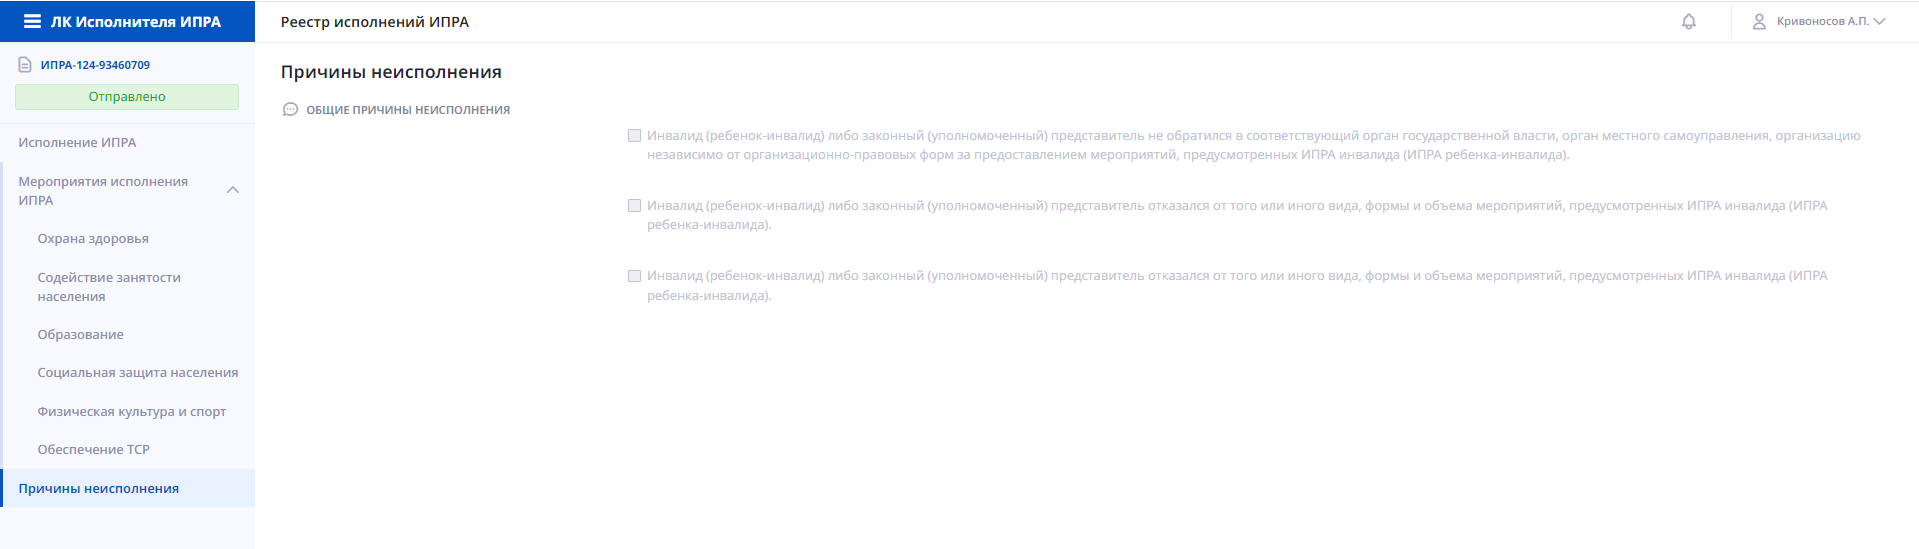 ЛК Исполнителя ИПРА
Реестр исполнений ИПРА
Кривоносов А.П.
ИПРА-124-93460709
Отправлено
Исполнение ИПРА
Мероприятия исполнения
ИПРА
Охрана здоровья
Содействие занятости
населения
Образование
Социальная защита населения
Физическая культура и спорт
Обеспечение ТСР
Причины неисполнения
Причины неисполнения
ОБЩИЕ ПРИЧИНЫ НЕИСПОЛНЕНИЯ
Инвалид (ребенок-инвалид) либо законный (уполномоченный) представитель не обратился в соответствующий орган государственной власти, орган местного самоуправления, организацию
независимо от организационно-правовых форм за предоставлением мероприятий, предусмотренных ИПРА инвалида (ИПРА ребенка-инвалида).
Инвалид (ребенок-инвалид) либо законный (уполномоченный) представитель отказался от того или иного вида, формы и объема мероприятий, предусмотренных ИПРА инвалида (ИПРА
ребенка-инвалида).
Инвалид (ребенок-инвалид) либо законный (уполномоченный) представитель отказался от того или иного вида, формы и объема мероприятий, предусмотренных ИПРА инвалида (ИПРА
ребенка-инвалида).